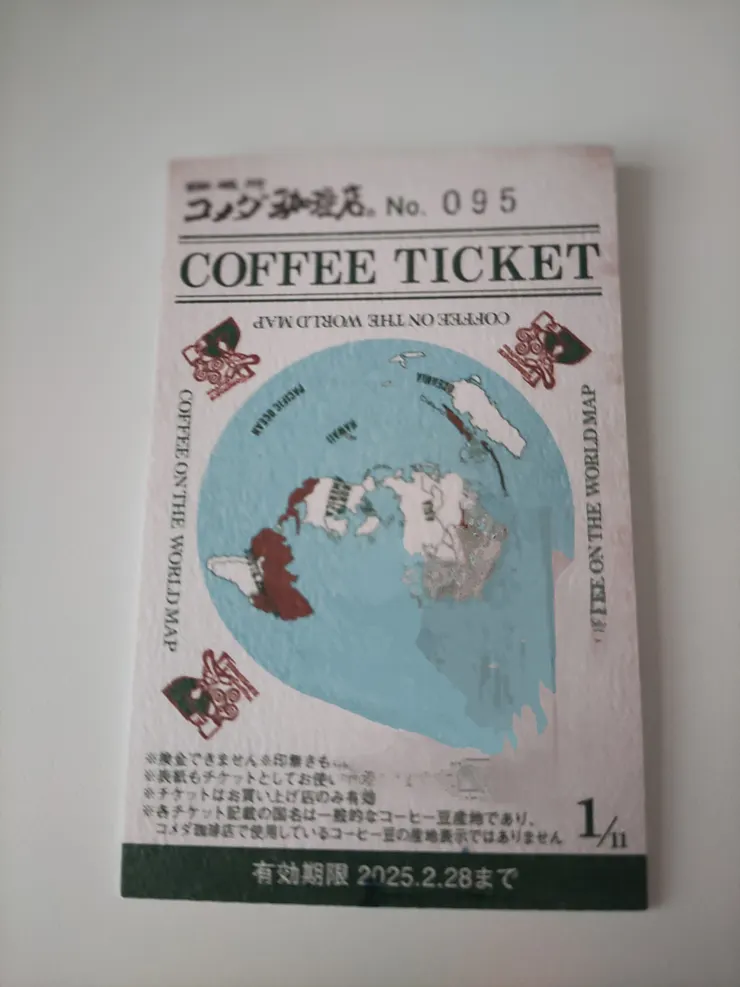 コメダ珈琲店。 No. 095
COFFEE TICKET
COFFEE ON THE WORLD MAP
COFFEE ON THE WORLD MAP
ON THE WORLD MAP
PACIFIC OCEAN
HAWAII
OCEANIA
ASIA
※換金できません※印無きも
※表紙もチケットとしてお使い
※チケットはお買い上げ店のみ有効
※各チケット記載の国名は一般的なコーヒー豆産地であり、
コメダ珈琲店で使用しているコーヒー豆の産地表示ではありません
1/11
有効期限 2025.2.28まで